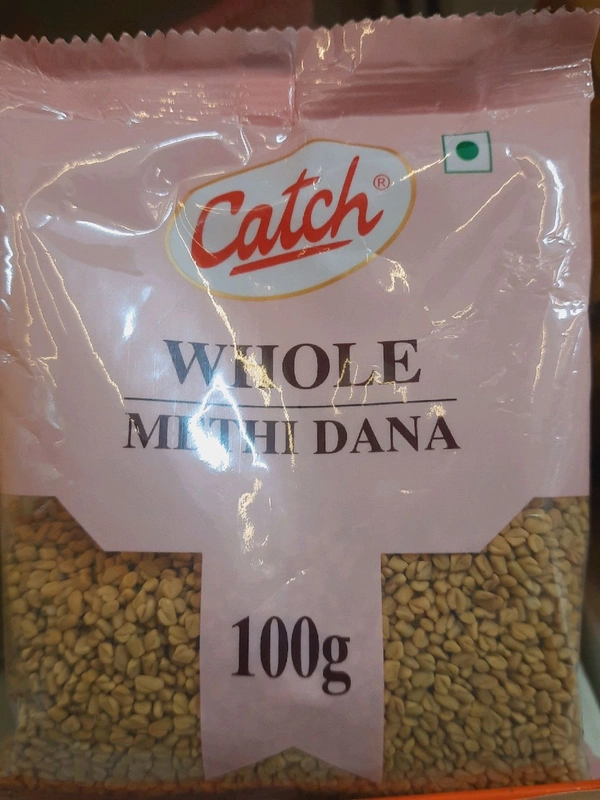 Catch®
WHOLE
METHI DANA
100g